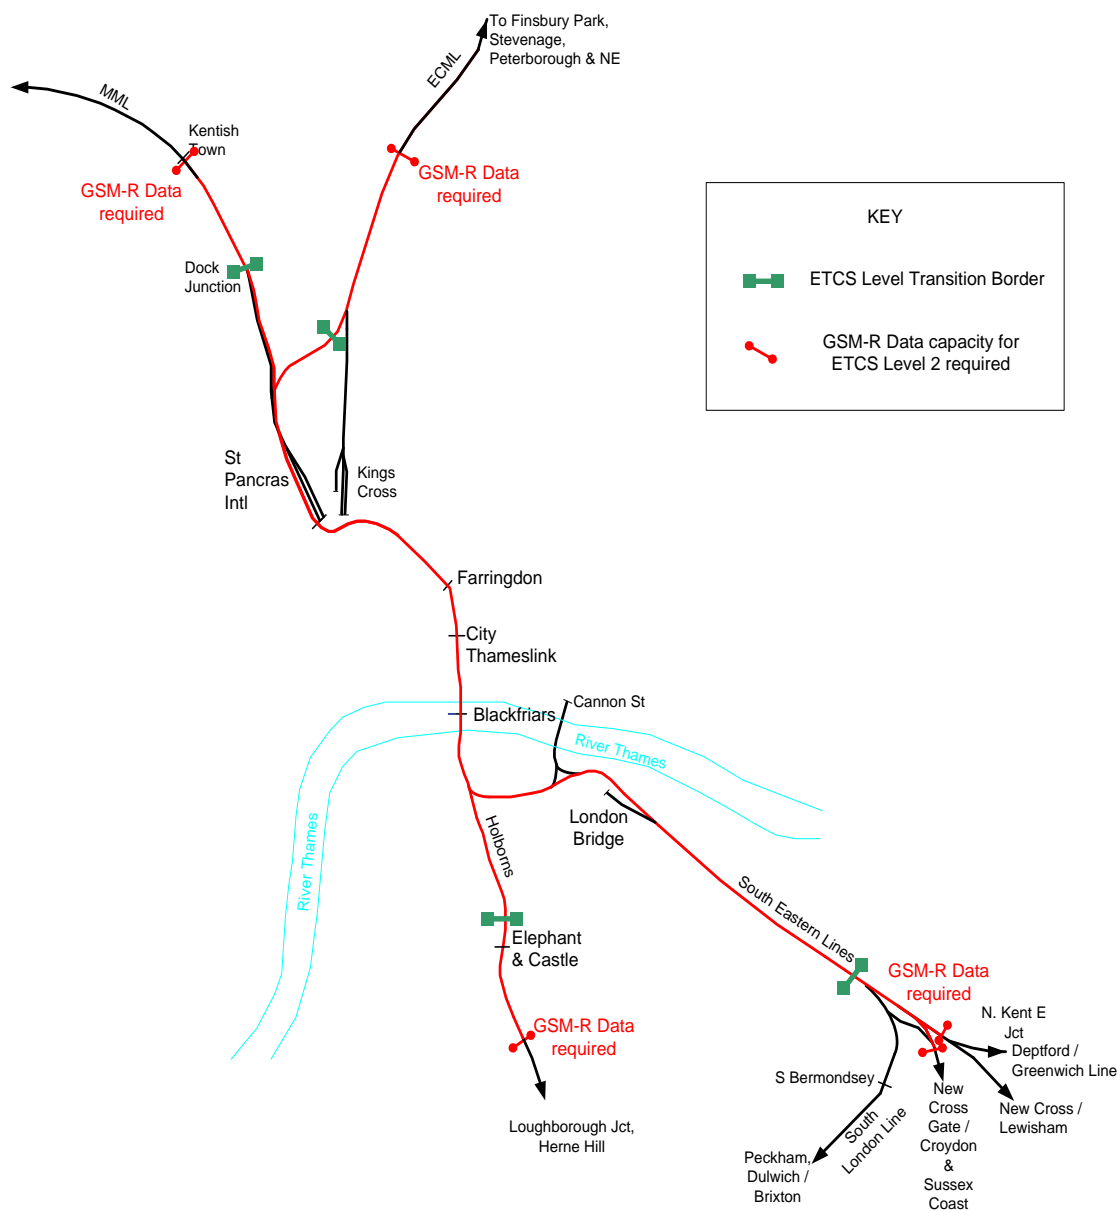 To Finsbury Park,
Stevenage,
Peterborough & NE
ECML
MML
Kentish
Town
GSM-R Data
required
GSM-R Data
required
KEY
ETCS Level Transition Border
GSM-R Data capacity for
ETCS Level 2 required
Dock
Junction
St
Pancras
Intl
Kings
Cross
Farringdon
City
Thameslink
Cannon St
Blackfriars
River Thames
River Thames
London
Bridge
Holborns
South Eastern Lines
Elephant
& Castle
GSM-R Data
required
GSM-R Data
required
N. Kent E
Jct
Deptford /
Greenwich Line
S Bermondsey
South
London Line
New Cross /
Lewisham
New
Cross
Gate /
Croydon
&
Sussex
Coast
Loughborough Jct,
Herne Hill
Peckham,
Dulwich /
Brixton